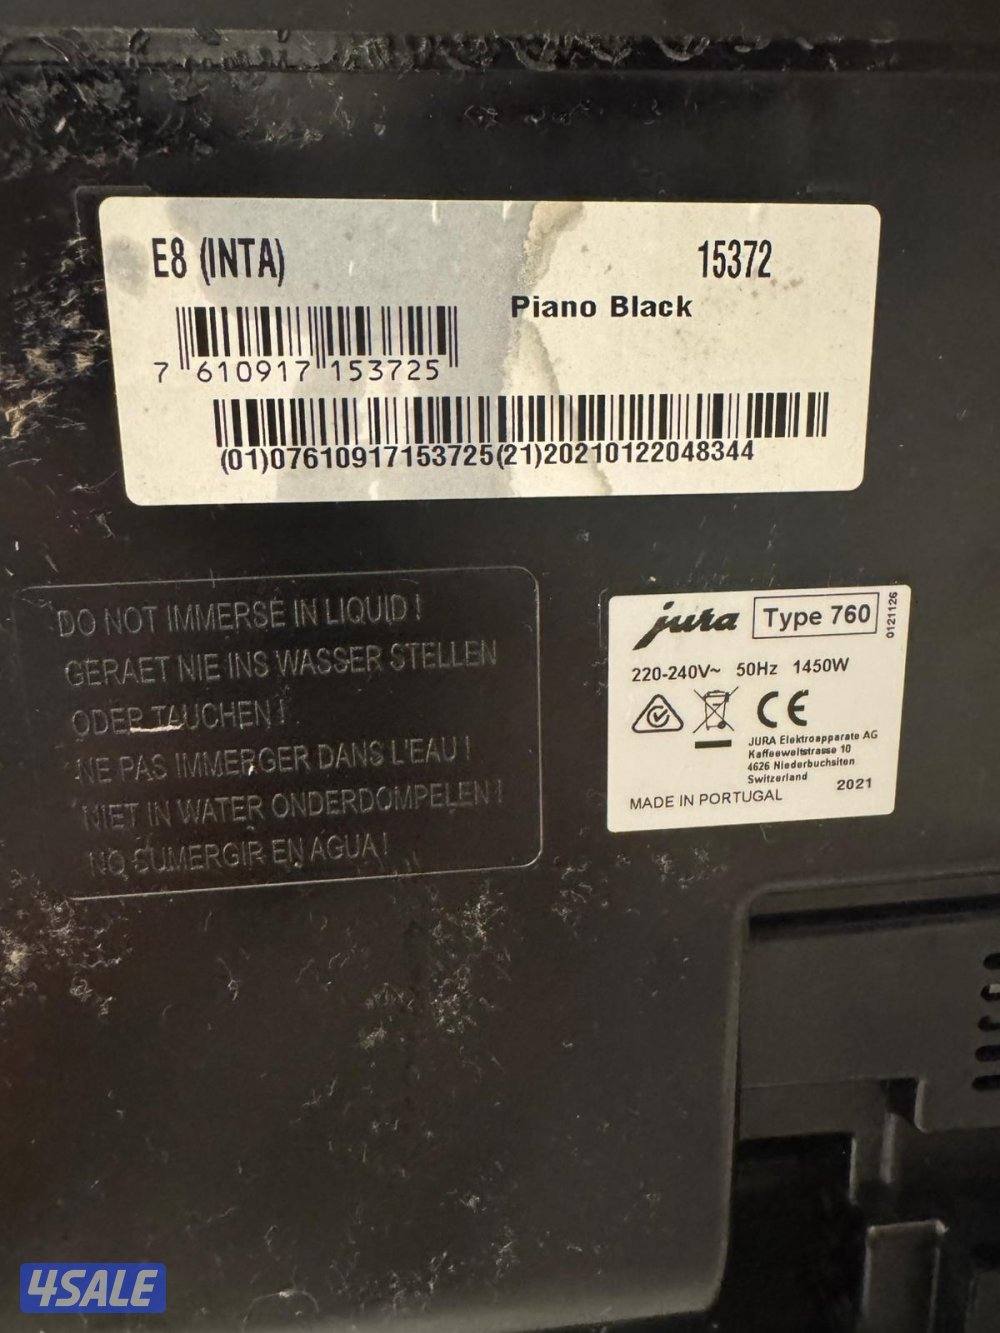 E8 (INTA)
15372
Piano Black
7 610917 153725
(01)07610917153725(21)20210122048344
DO NOT IMMERSE IN LIQUID !
GERAET NIE INS WASSER STELLEN
ODER TAUCHEN !
NE PAS IMMERGER DANS L'EAU !
NIET IN WATER ONDERDOMPELEN !
NO SUMERGIR EN AGUA !
jura
Type 760
0121126
220-240V~ 50Hz 1450W
CE
JURA Elektroapparate AG
Kaffeeweltstrasse 10
4626 Niederbuchsiten
Switzerland
2021
MADE IN PORTUGAL
4SALE